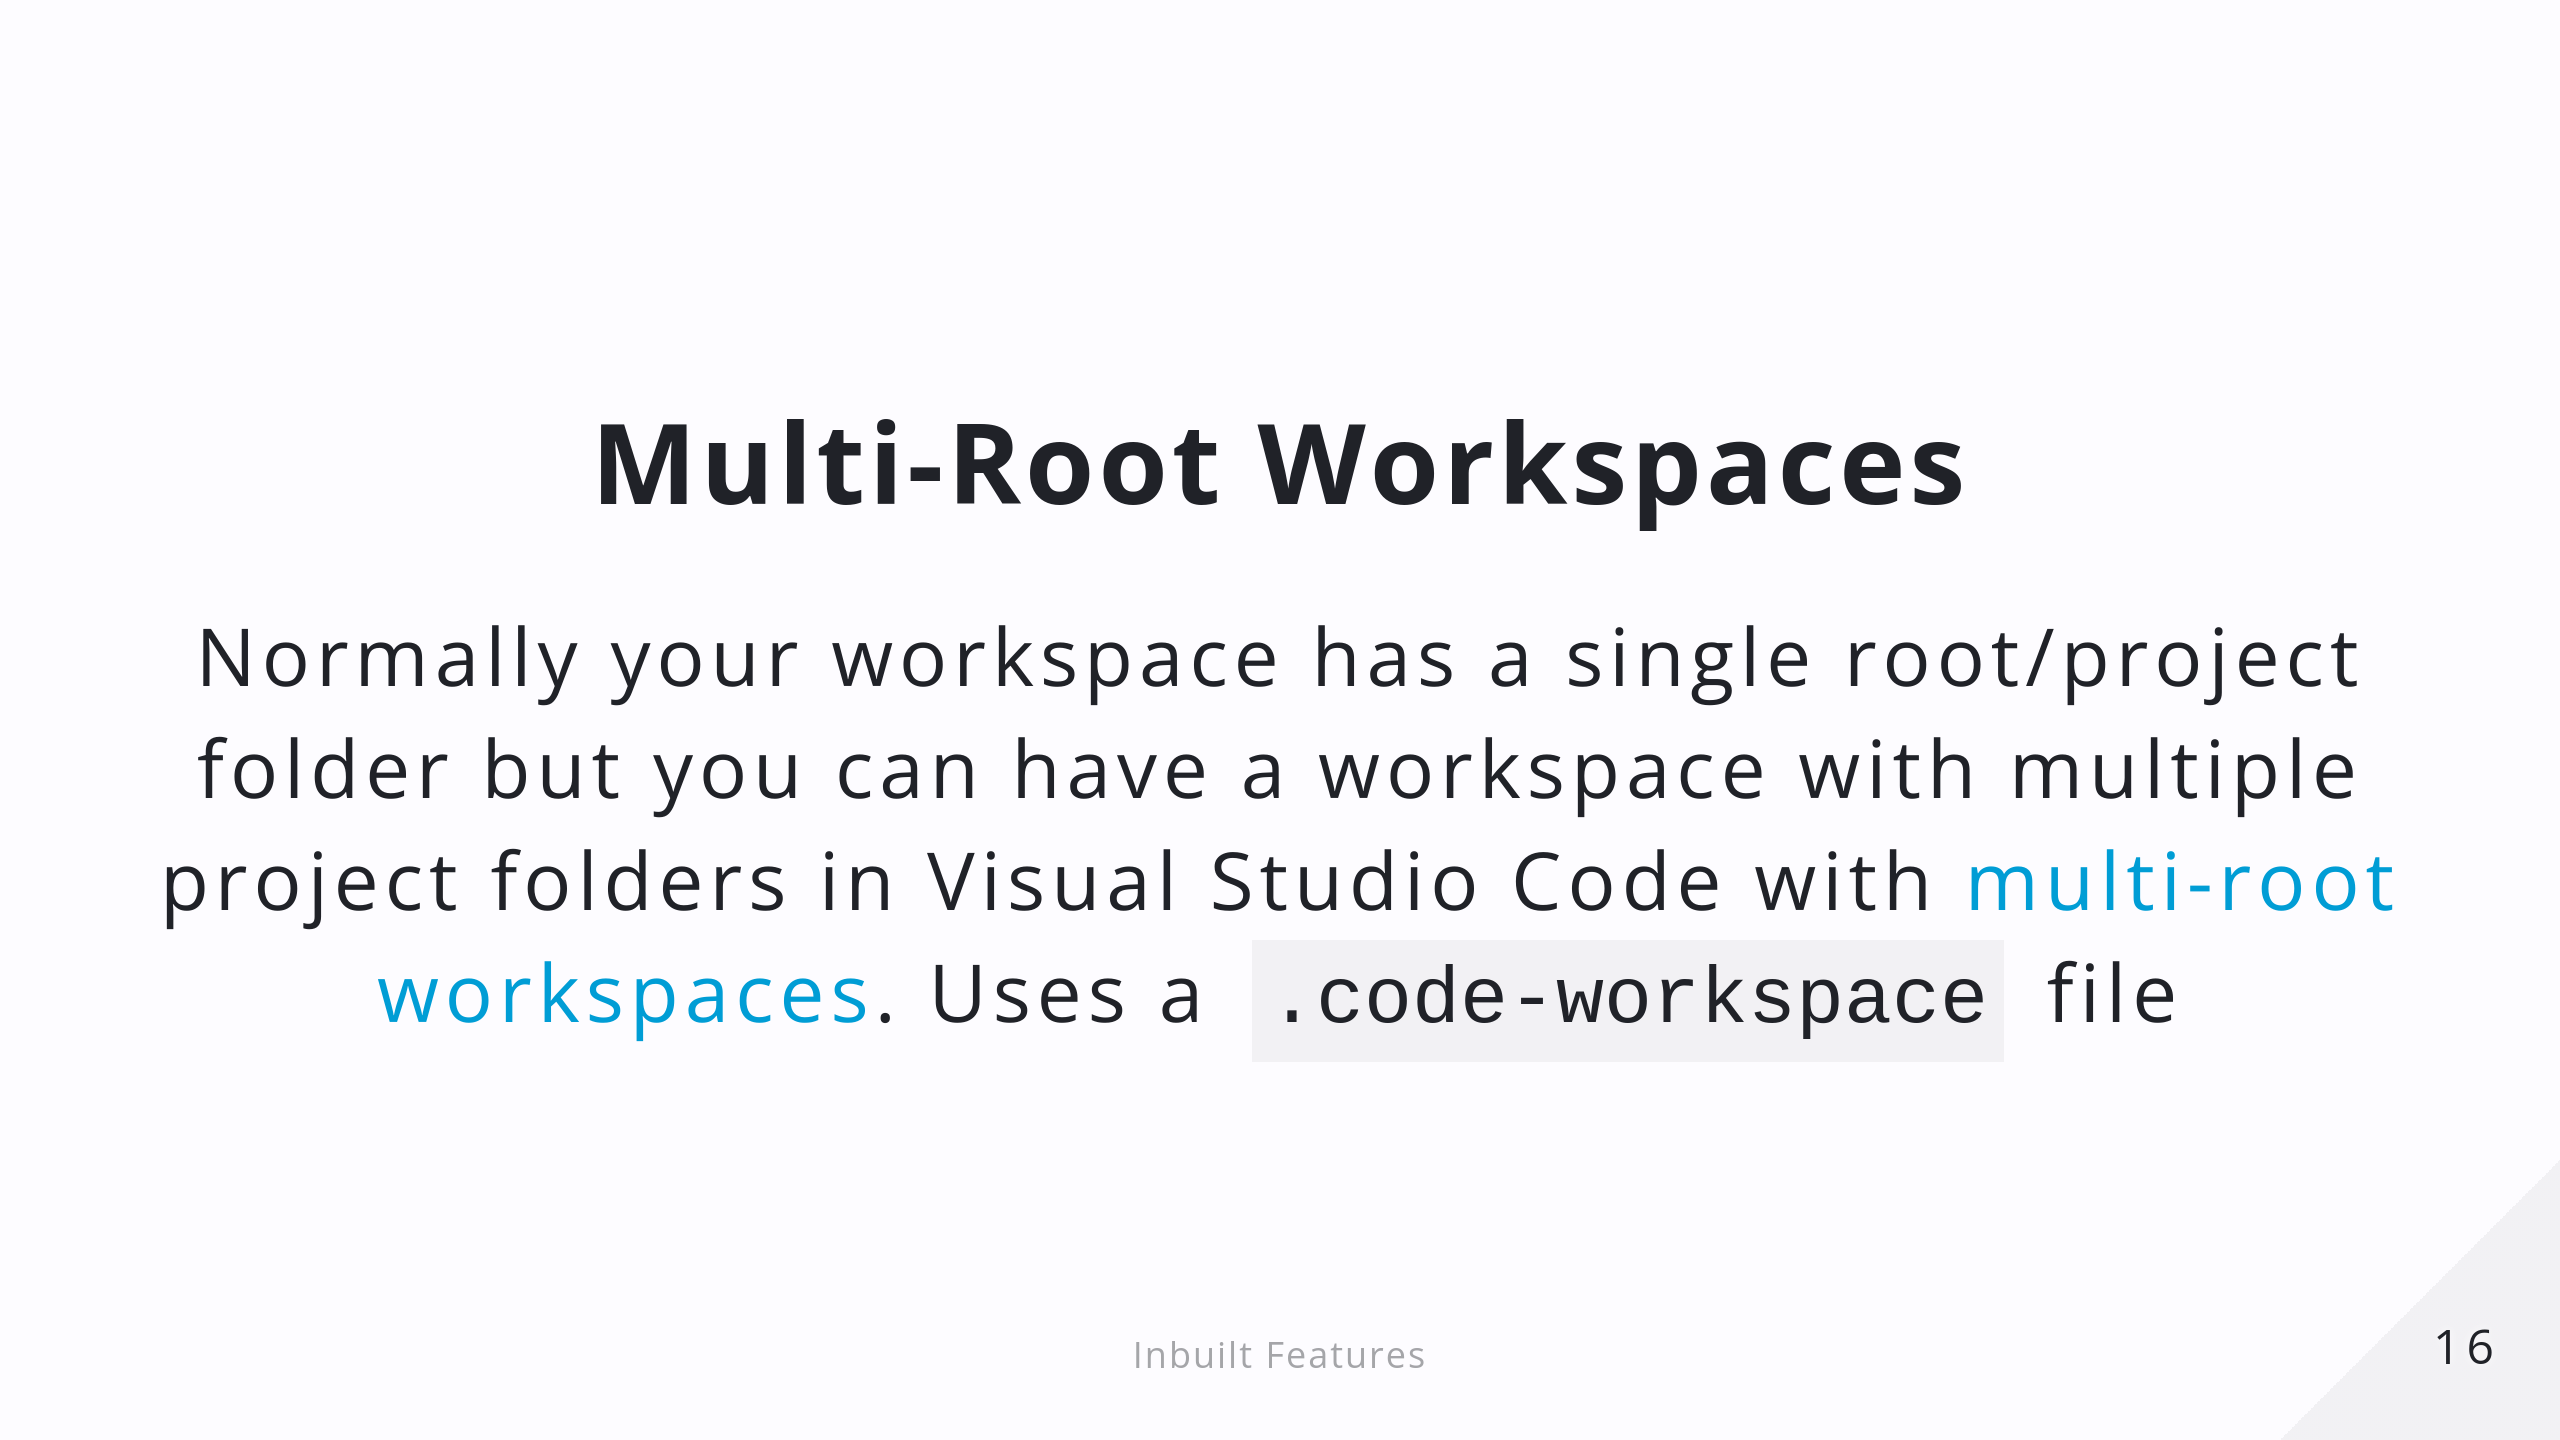 Multi-Root Workspaces
Normally your workspace has a single root/project
folder but you can have a workspace with multiple
project folders in Visual Studio Code with multi-root
workspaces. Uses a .code-workspace file
Inbuilt Features
16